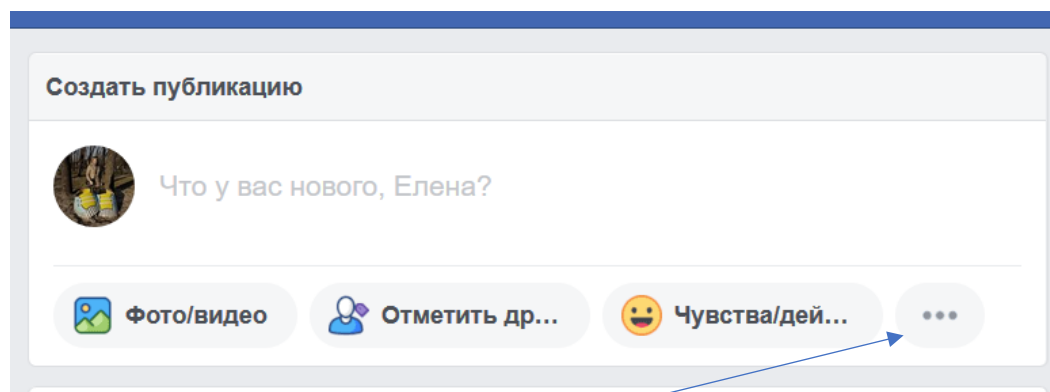 Создать публикацию
Что у вас нового, Елена?
Фото/видео Отметить др... Чувства/дей...